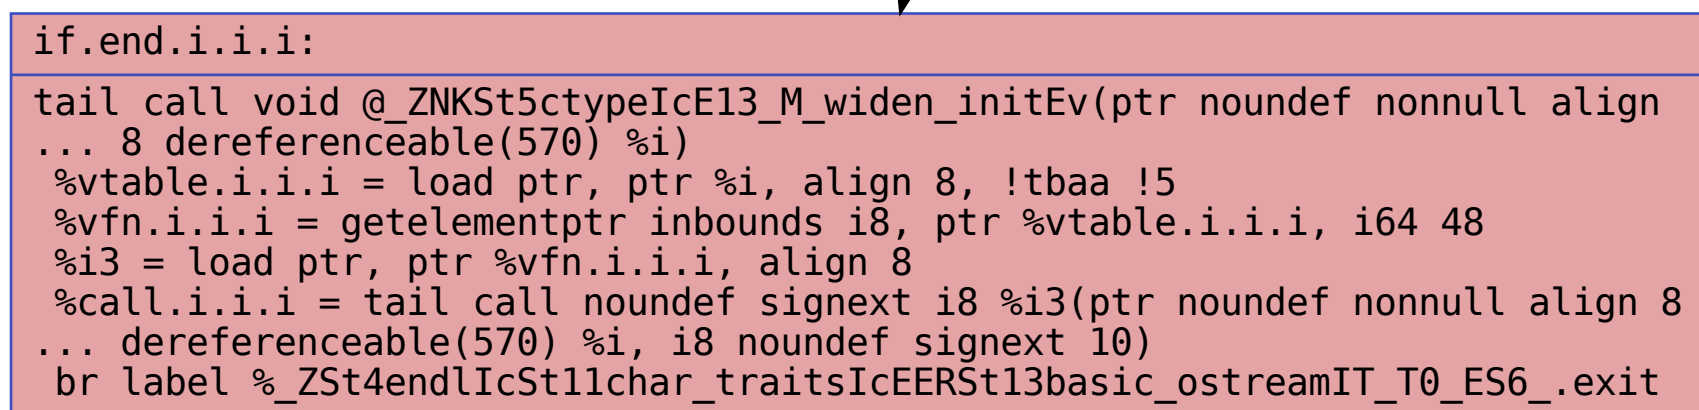 if.end.i.i.i:
tail call void @_ZNKSt5ctypeIcE13_M_widen_initEv(ptr noundef nonnull align
... 8 dereferenceable(570) %i)
%vtable.i.i.i = load ptr, ptr %i, align 8, !tbaa !5
%vfn.i.i.i = getelementptr inbounds i8, ptr %vtable.i.i.i, i64 48
%i3 = load ptr, ptr %vfn.i.i.i, align 8
%call.i.i.i = tail call noundef signext i8 %i3(ptr noundef nonnull align 8
... dereferenceable(570) %i, i8 noundef signext 10)
br label %_ZSt4endlIcSt11char_traitsIcEERSt13basic_ostreamIT_T0_ES6_.exit